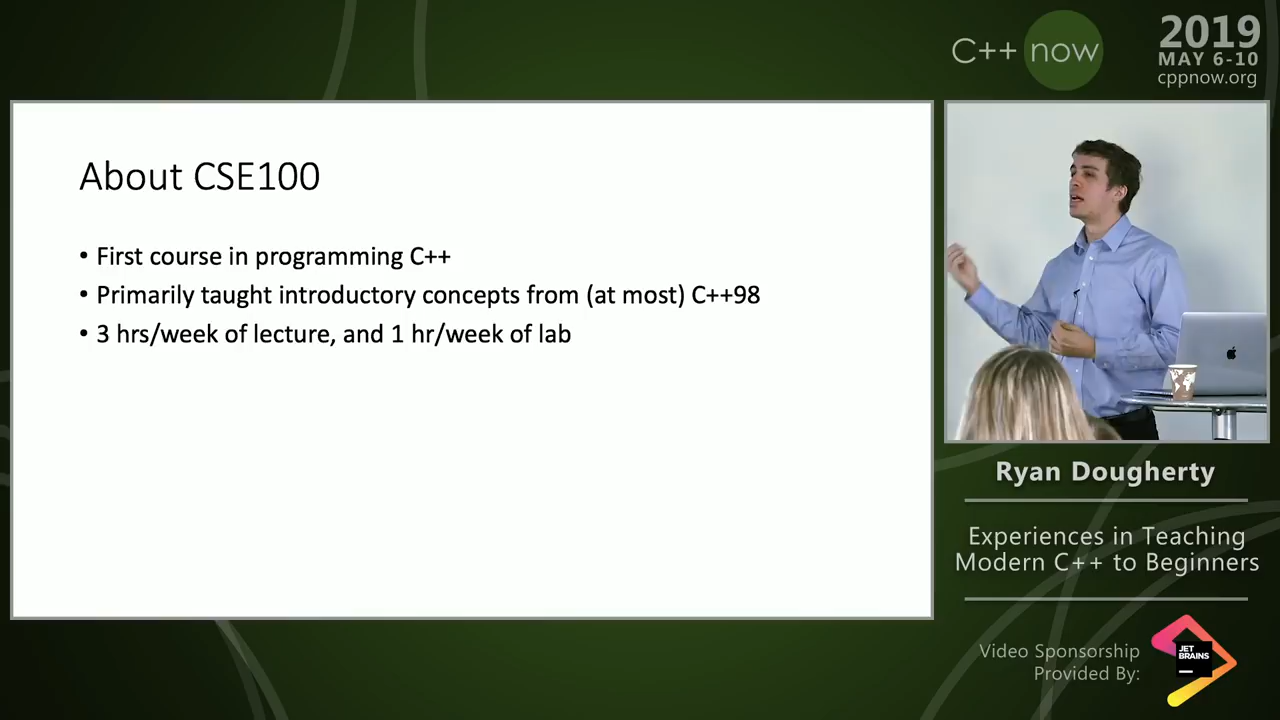 C++ now
2019
MAY 6-10
cppnow.org
About CSE100
• First course in programming C++
• Primarily taught introductory concepts from (at most) C++98
• 3 hrs/week of lecture, and 1 hr/week of lab
Ryan Dougherty
Experiences in Teaching
Modern C++ to Beginners
Video Sponsorship
Provided By:
JET
BRAINS